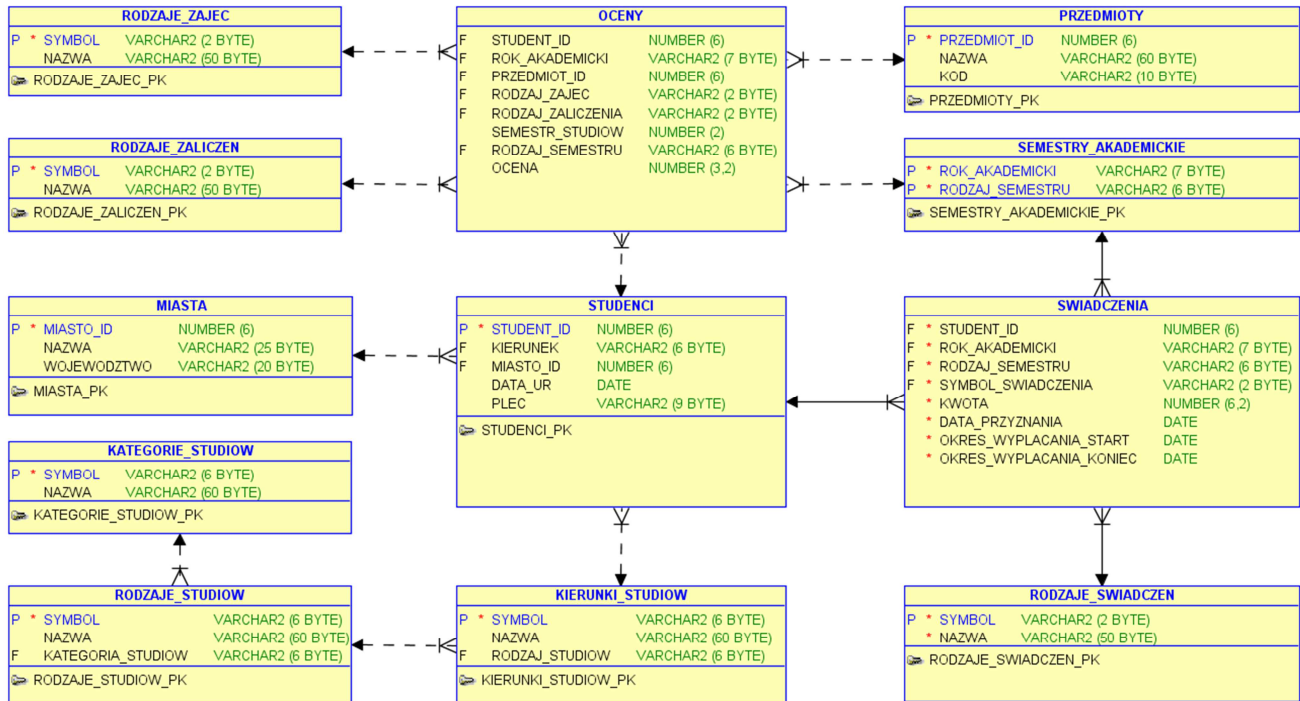 RODZAJE_ZAJEC
P * SYMBOL VARCHAR2 (2 BYTE)
NAZWA VARCHAR2 (50 BYTE)
RODZAJE_ZAJEC_PK
OCENY
F STUDENT_ID NUMBER (6)
F ROK_AKADEMICKI VARCHAR2 (7 BYTE)
F PRZEDMIOT_ID NUMBER (6)
F RODZAJ_ZAJEC VARCHAR2 (2 BYTE)
F RODZAJ_ZALICZENIA VARCHAR2 (2 BYTE)
SEMESTR_STUDIOW NUMBER (2)
F RODZAJ_SEMESTRU VARCHAR2 (6 BYTE)
OCENA NUMBER (3,2)
PRZEDMIOTY
P * PRZEDMIOT_ID NUMBER (6)
NAZWA VARCHAR2 (60 BYTE)
KOD VARCHAR2 (10 BYTE)
PRZEDMIOTY_PK
RODZAJE_ZALICZEN
P * SYMBOL VARCHAR2 (2 BYTE)
NAZWA VARCHAR2 (50 BYTE)
RODZAJE_ZALICZEN_PK
SEMESTRY_AKADEMICKIE
P * ROK_AKADEMICKI VARCHAR2 (7 BYTE)
P * RODZAJ_SEMESTRU VARCHAR2 (6 BYTE)
SEMESTRY_AKADEMICKIE_PK
MIASTA
P * MIASTO_ID NUMBER (6)
NAZWA VARCHAR2 (25 BYTE)
WOJEWODZTWO VARCHAR2 (20 BYTE)
MIASTA_PK
STUDENCI
P * STUDENT_ID NUMBER (6)
F KIERUNEK VARCHAR2 (6 BYTE)
F MIASTO_ID NUMBER (6)
DATA_UR DATE
PLEC VARCHAR2 (9 BYTE)
STUDENCI_PK
SWIADCZENIA
F * STUDENT_ID NUMBER (6)
F * ROK_AKADEMICKI VARCHAR2 (7 BYTE)
F * RODZAJ_SEMESTRU VARCHAR2 (6 BYTE)
F * SYMBOL_SWIADCZENIA VARCHAR2 (2 BYTE)
* KWOTA NUMBER (6,2)
* DATA_PRZYZNANIA DATE
* OKRES_WYPLACANIA_START DATE
* OKRES_WYPLACANIA_KONIEC DATE
KATEGORIE_STUDIOW
P * SYMBOL VARCHAR2 (6 BYTE)
NAZWA VARCHAR2 (60 BYTE)
KATEGORIE_STUDIOW_PK
RODZAJE_STUDIOW
P * SYMBOL VARCHAR2 (6 BYTE)
NAZWA VARCHAR2 (60 BYTE)
F KATEGORIA_STUDIOW VARCHAR2 (6 BYTE)
RODZAJE_STUDIOW_PK
KIERUNKI_STUDIOW
P * SYMBOL VARCHAR2 (6 BYTE)
NAZWA VARCHAR2 (60 BYTE)
F RODZAJ_STUDIOW VARCHAR2 (6 BYTE)
KIERUNKI_STUDIOW_PK
RODZAJE_SWIADCZEN
P * SYMBOL VARCHAR2 (2 BYTE)
* NAZWA VARCHAR2 (50 BYTE)
RODZAJE_SWIADCZEN_PK